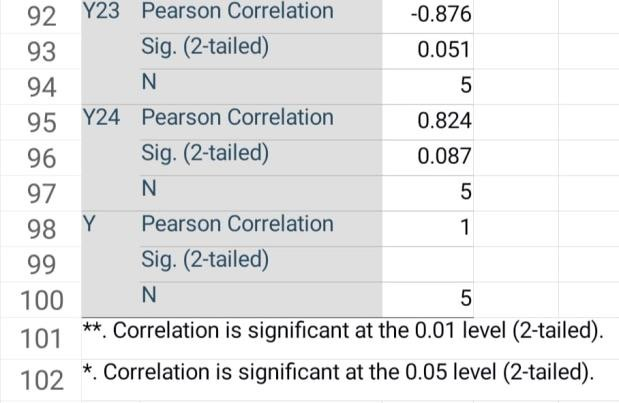 92 Y23 Pearson Correlation -0.876
93 Sig. (2-tailed) 0.051
94 N 5
95 Y24 Pearson Correlation 0.824
96 Sig. (2-tailed) 0.087
97 N 5
98 Y Pearson Correlation 1
99 Sig. (2-tailed)
100 N 5
101 **. Correlation is significant at the 0.01 level (2-tailed).
102 *. Correlation is significant at the 0.05 level (2-tailed).